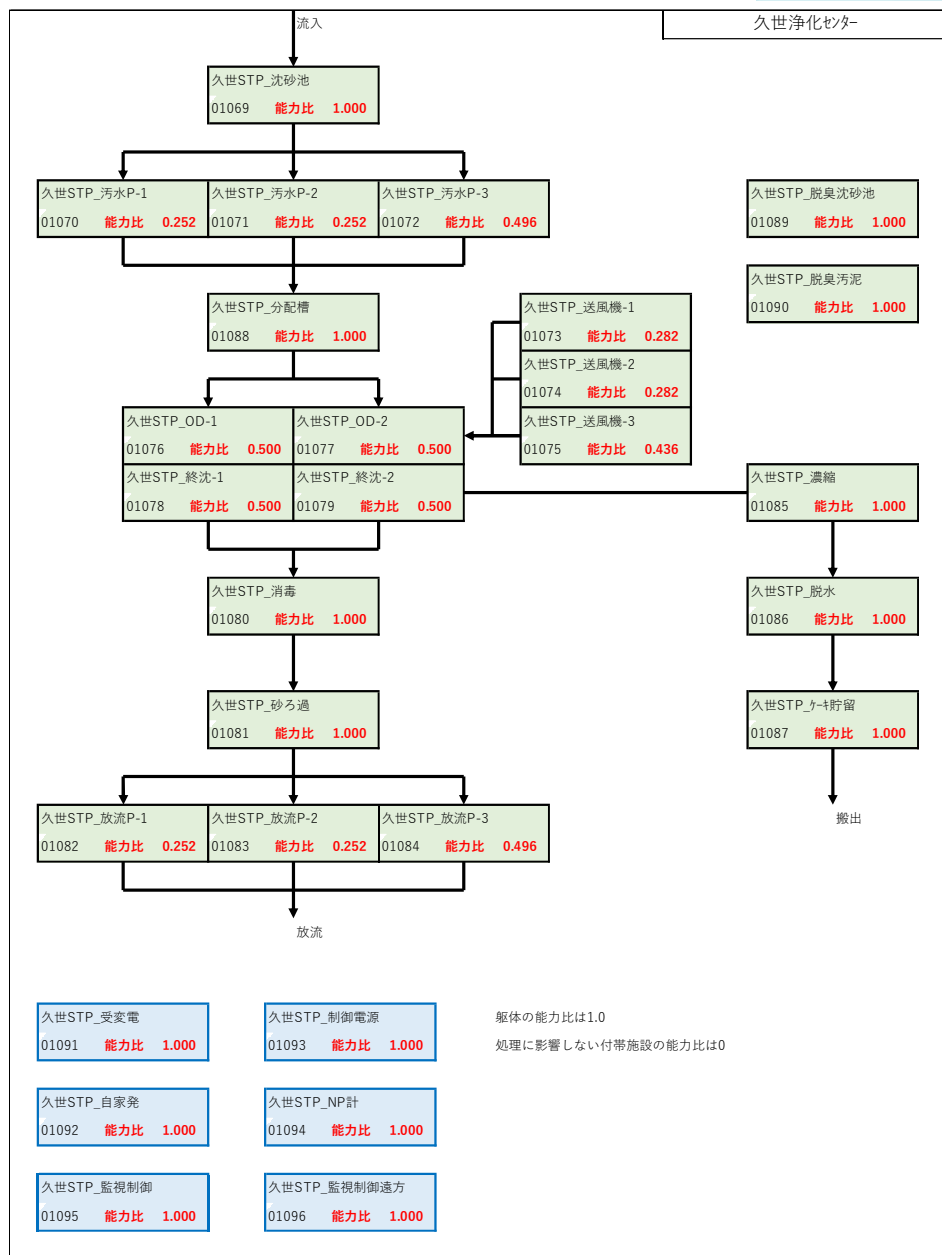 流入
久世浄化ｾﾝﾀｰ
久世STP_沈砂池
01069 能力比 1.000
久世STP_汚水P-1
01070 能力比 0.252
久世STP_汚水P-2
01071 能力比 0.252
久世STP_汚水P-3
01072 能力比 0.496
久世STP_脱臭沈砂池
01089 能力比 1.000
久世STP_脱臭汚泥
01090 能力比 1.000
久世STP_分配槽
01088 能力比 1.000
久世STP_送風機-1
01073 能力比 0.282
久世STP_送風機-2
01074 能力比 0.282
久世STP_送風機-3
01075 能力比 0.436
久世STP_OD-1
01076 能力比 0.500
久世STP_OD-2
01077 能力比 0.500
久世STP_終沈-1
01078 能力比 0.500
久世STP_終沈-2
01079 能力比 0.500
久世STP_濃縮
01085 能力比 1.000
久世STP_消毒
01080 能力比 1.000
久世STP_脱水
01086 能力比 1.000
久世STP_砂ろ過
01081 能力比 1.000
久世STP_ｹｰｷ貯留
01087 能力比 1.000
久世STP_放流P-1
01082 能力比 0.252
久世STP_放流P-2
01083 能力比 0.252
久世STP_放流P-3
01084 能力比 0.496
搬出
放流
久世STP_受変電
01091 能力比 1.000
久世STP_制御電源
01093 能力比 1.000
躯体の能力比は1.0
処理に影響しない付帯施設の能力比は0
久世STP_自家発
01092 能力比 1.000
久世STP_NP計
01094 能力比 1.000
久世STP_監視制御
01095 能力比 1.000
久世STP_監視制御遠方
01096 能力比 1.000